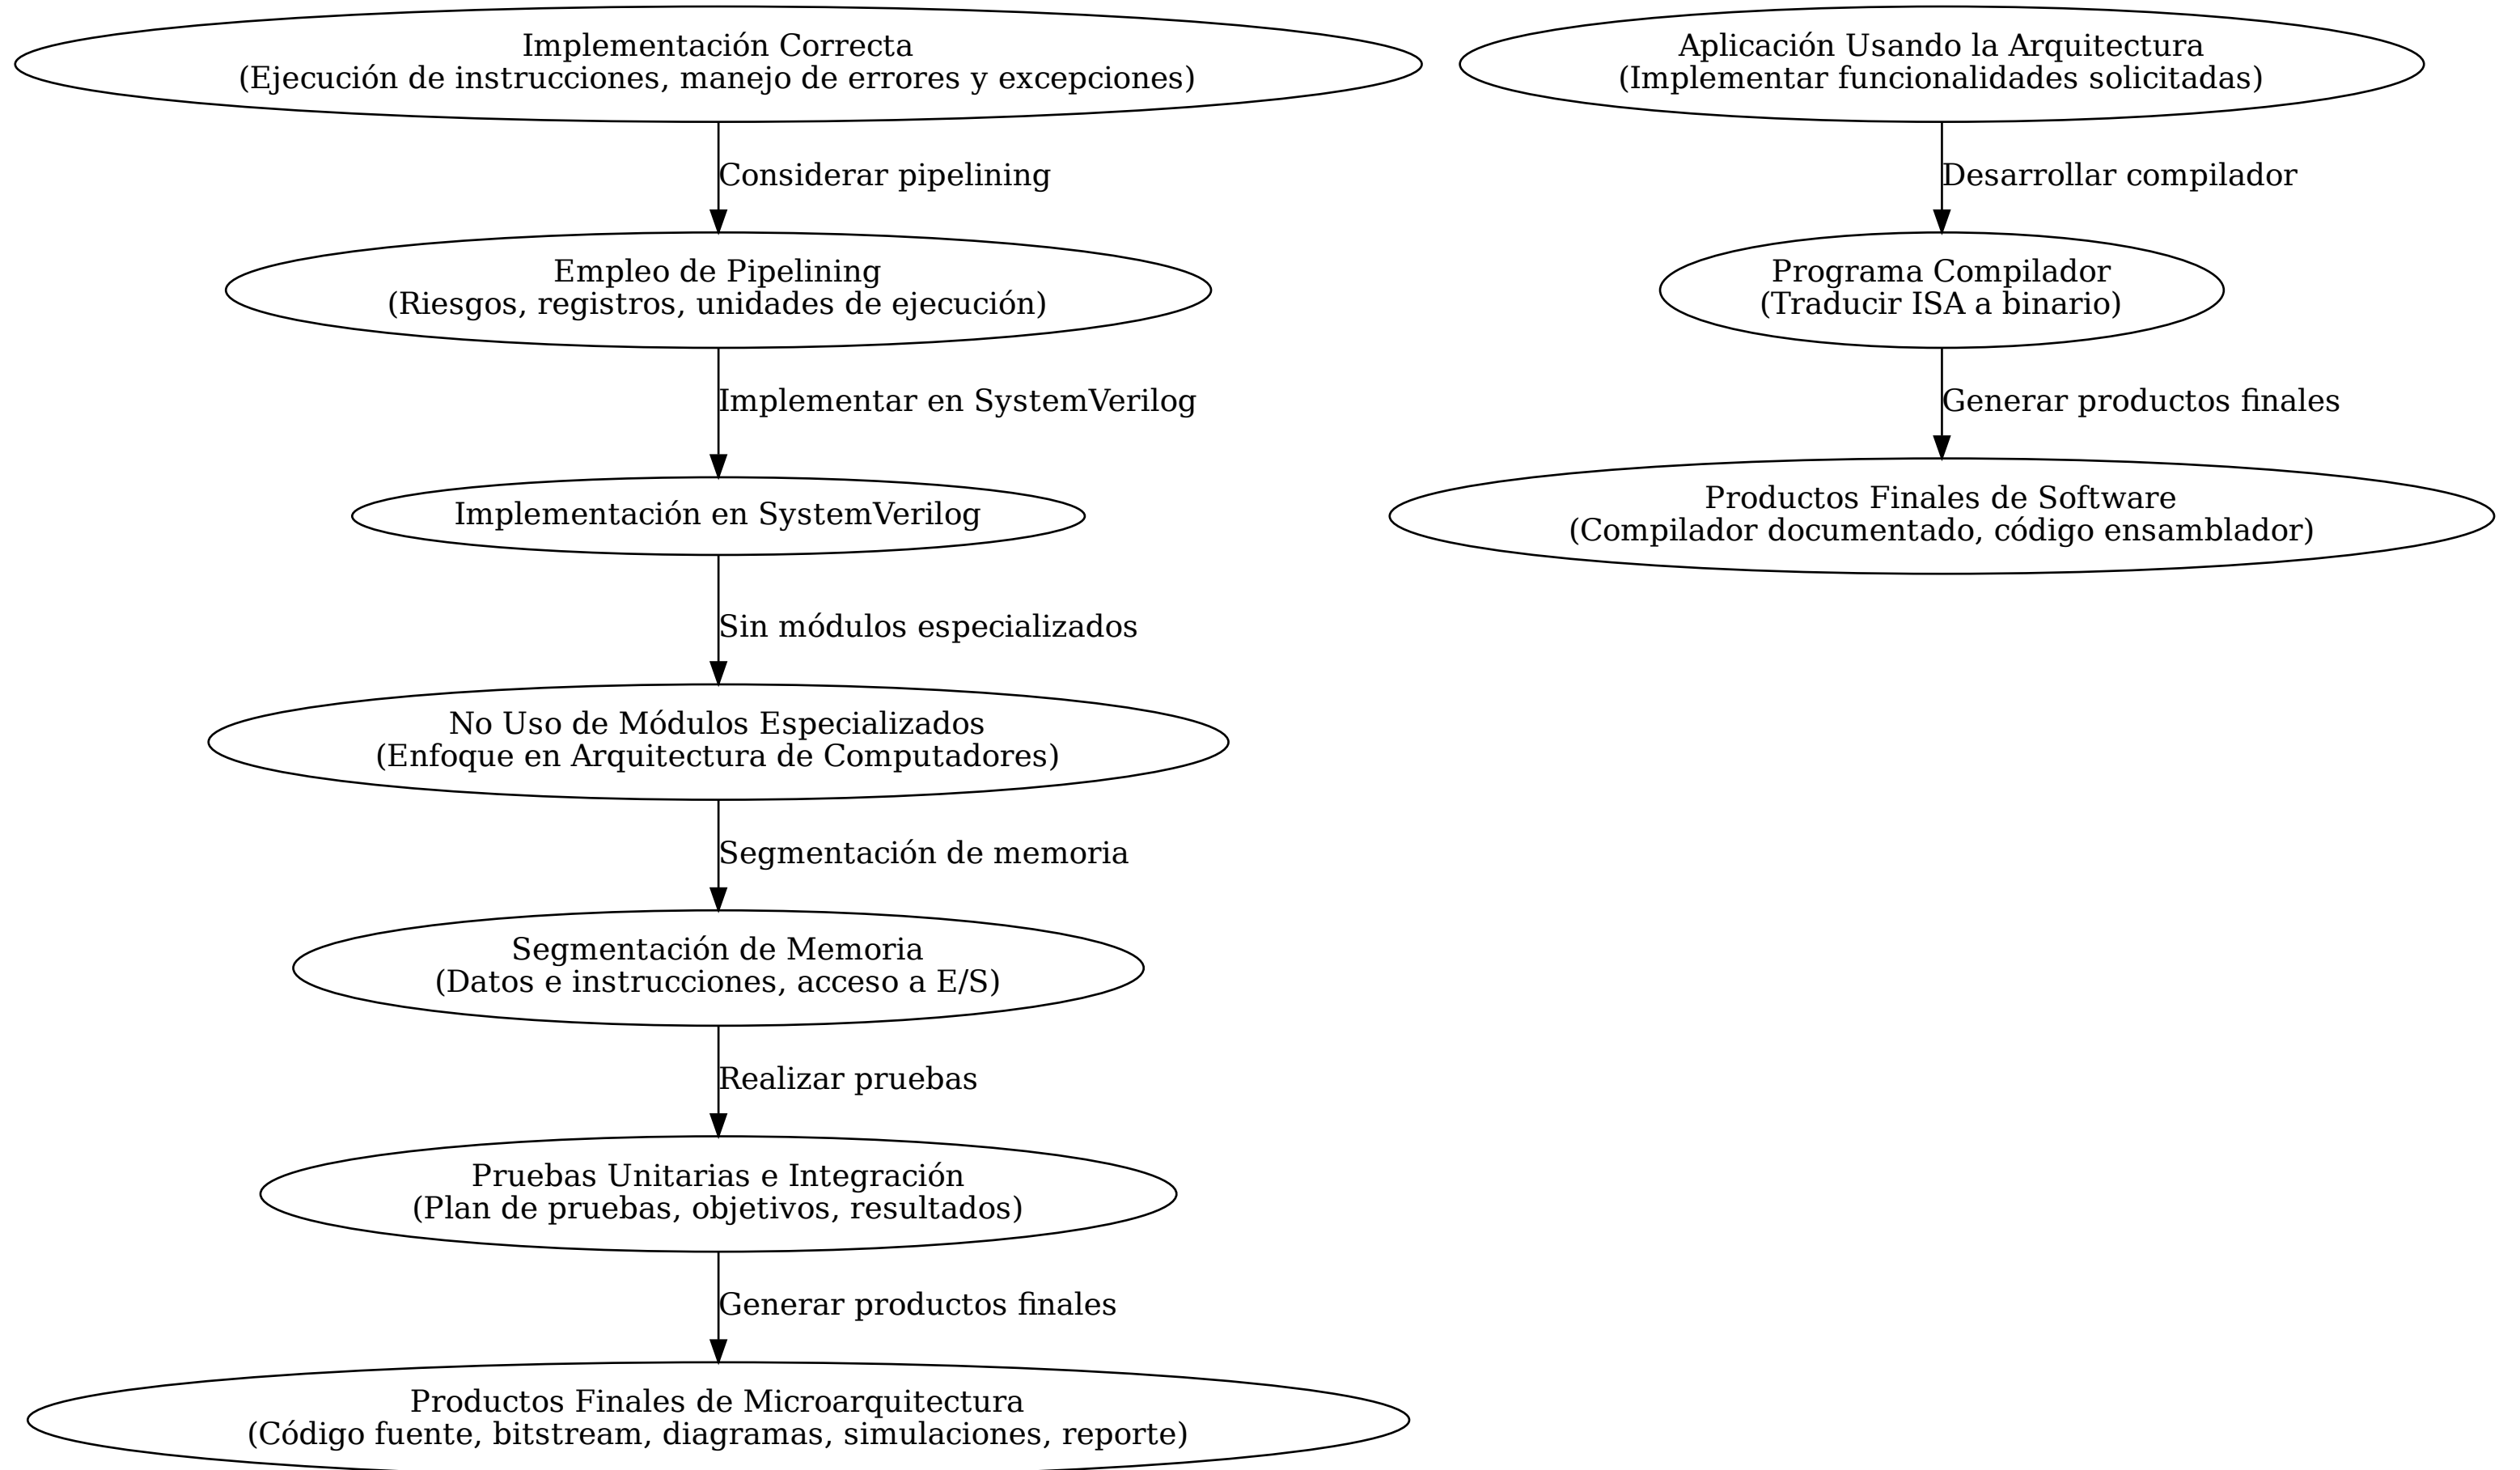 Implementación Correcta
(Ejecución de instrucciones, manejo de errores y excepciones)
Considerar pipelining
Empleo de Pipelining
(Riesgos, registros, unidades de ejecución)
Implementar en SystemVerilog
Implementación en SystemVerilog
Sin módulos especializados
No Uso de Módulos Especializados
(Enfoque en Arquitectura de Computadores)
Segmentación de memoria
Segmentación de Memoria
(Datos e instrucciones, acceso a E/S)
Realizar pruebas
Pruebas Unitarias e Integración
(Plan de pruebas, objetivos, resultados)
Generar productos finales
Productos Finales de Microarquitectura
(Código fuente, bitstream, diagramas, simulaciones, reporte)
Aplicación Usando la Arquitectura
(Implementar funcionalidades solicitadas)
Desarrollar compilador
Programa Compilador
(Traducir ISA a binario)
Generar productos finales
Productos Finales de Software
(Compilador documentado, código ensamblador)